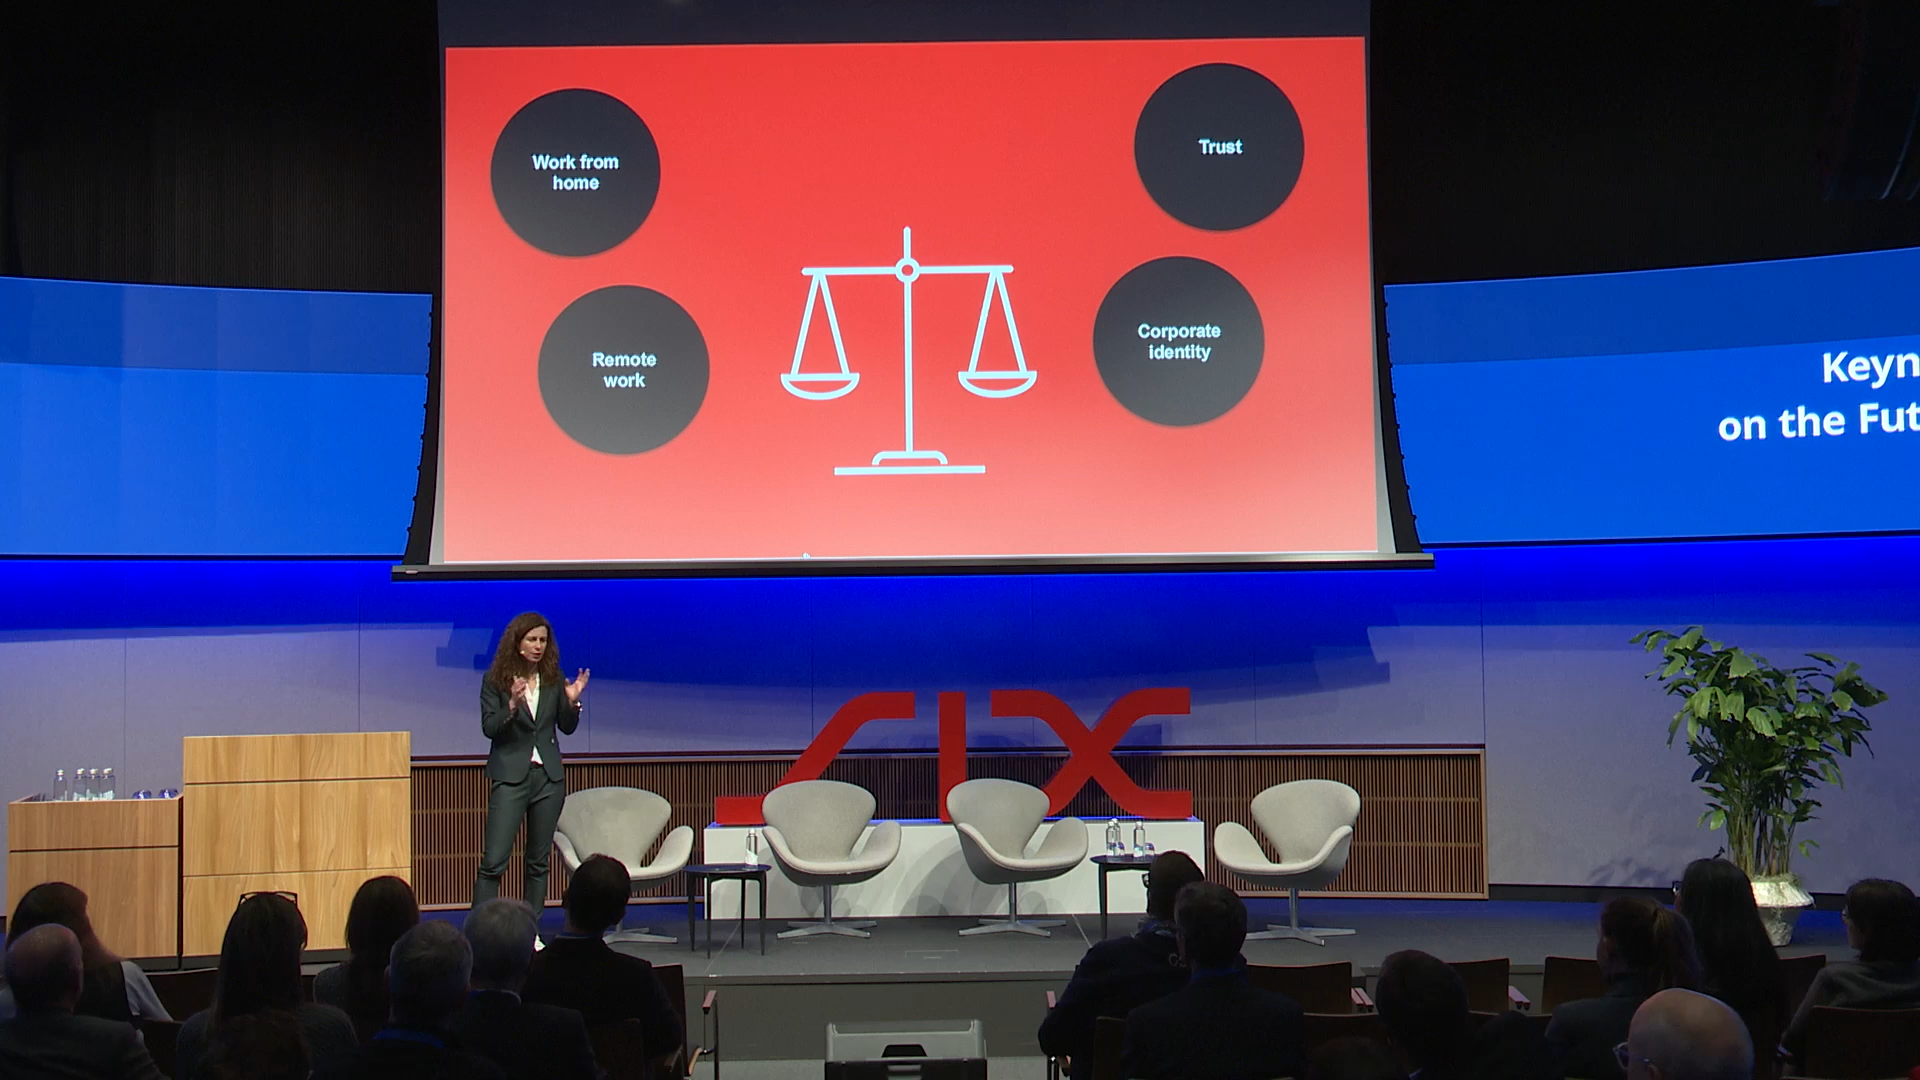 Work from
home
Remote
work
Trust
Corporate
identity
Keyn
on the Fut
SIX